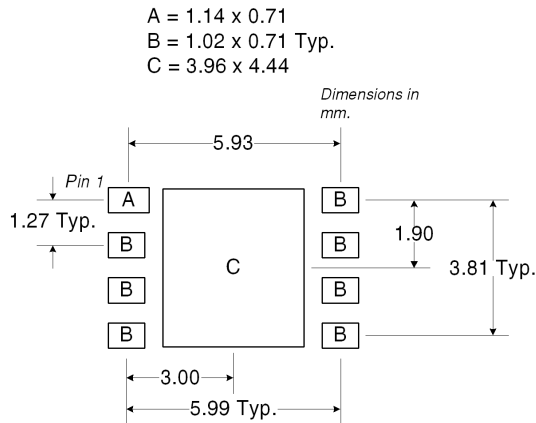 A = 1.14 x 0.71
B = 1.02 x 0.71 Typ.
C = 3.96 x 4.44
Dimensions in
mm.
5.93
Pin 1
A
B
1.27 Typ.
1.90
B
B
C
3.81 Typ.
B
B
B
B
3.00
5.99 Typ.